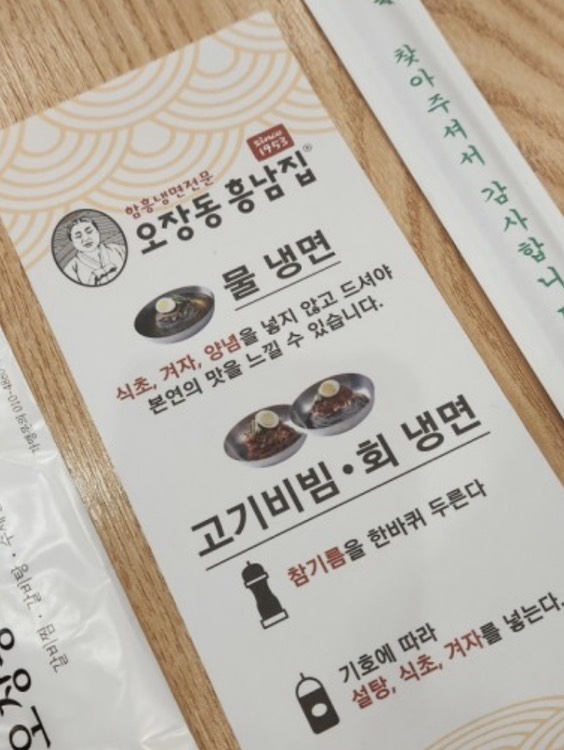 since
1953
함흥냉면전문
오장동 흥남집
물 냉면
식초, 겨자, 양념을 넣지 않고 드셔야
본연의 맛을 느낄 수 있습니다.
고기비빔·회 냉면
참기름을 한바퀴 두른다
기호에 따라
설탕, 식초, 겨자를 넣는다.
찾아주셔서 감사합니